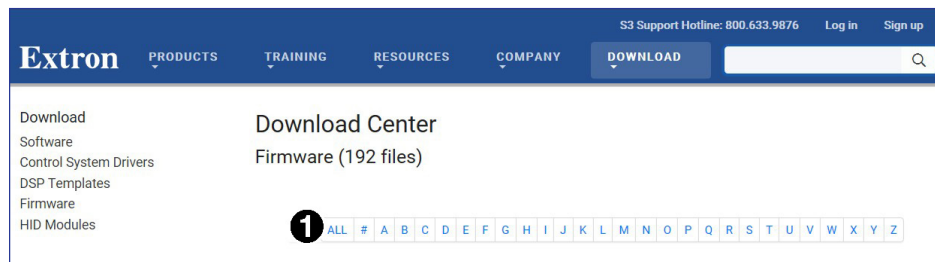 S3 Support Hotline: 800.633.9876 Log in Sign up
Extron PRODUCTS TRAINING RESOURCES COMPANY DOWNLOAD
Download
Software
Control System Drivers
DSP Templates
Firmware
HID Modules
Download Center
Firmware (192 files)
1 ALL # A B C D E F G H I J K L M N O P Q R S T U V W X Y Z